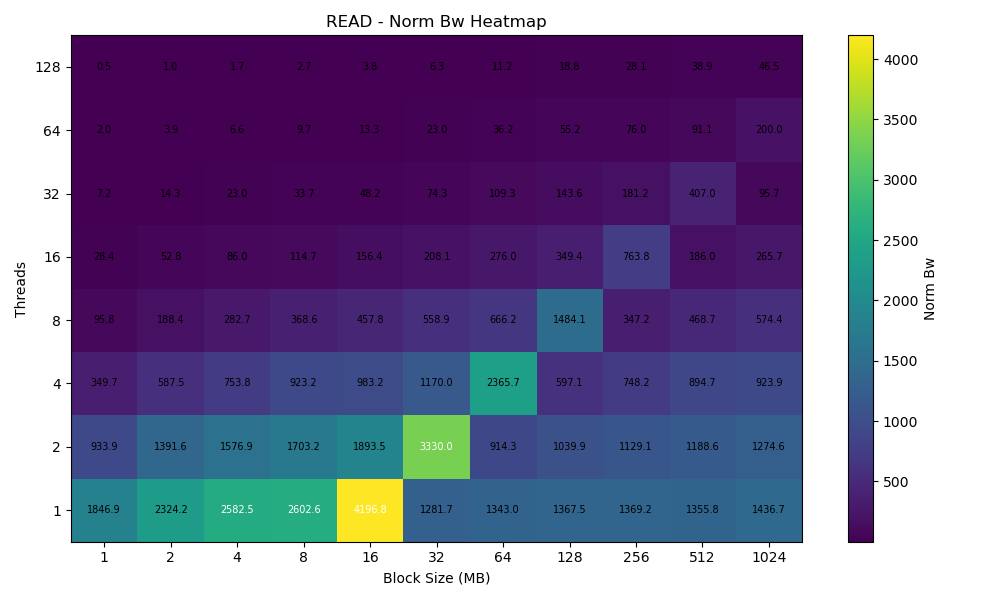 READ - Norm Bw Heatmap
128 0.5 1.0 1.7 2.7 3.8 6.3 11.2 18.8 28.1 38.9 46.5
64 2.0 3.9 6.6 9.7 13.3 23.0 36.2 55.2 76.0 91.1 200.0
32 7.2 14.3 23.0 33.7 48.2 74.3 109.3 143.6 181.2 407.0 95.7
16 28.4 52.8 86.0 114.7 156.4 208.1 276.0 349.4 763.8 186.0 265.7
8 95.8 188.4 282.7 368.6 457.8 558.9 666.2 1484.1 347.2 468.7 574.4
4 349.7 587.5 753.8 923.2 983.2 1170.0 2365.7 597.1 748.2 894.7 923.9
2 933.9 1391.6 1576.9 1703.2 1893.5 3330.0 914.3 1039.9 1129.1 1188.6 1274.6
1 1846.9 2324.2 2582.5 2602.6 4196.8 1281.7 1343.0 1367.5 1369.2 1355.8 1436.7
1 2 4 8 16 32 64 128 256 512 1024
Block Size (MB)
Threads
4000
3500
3000
2500
2000
1500
1000
500
Norm Bw